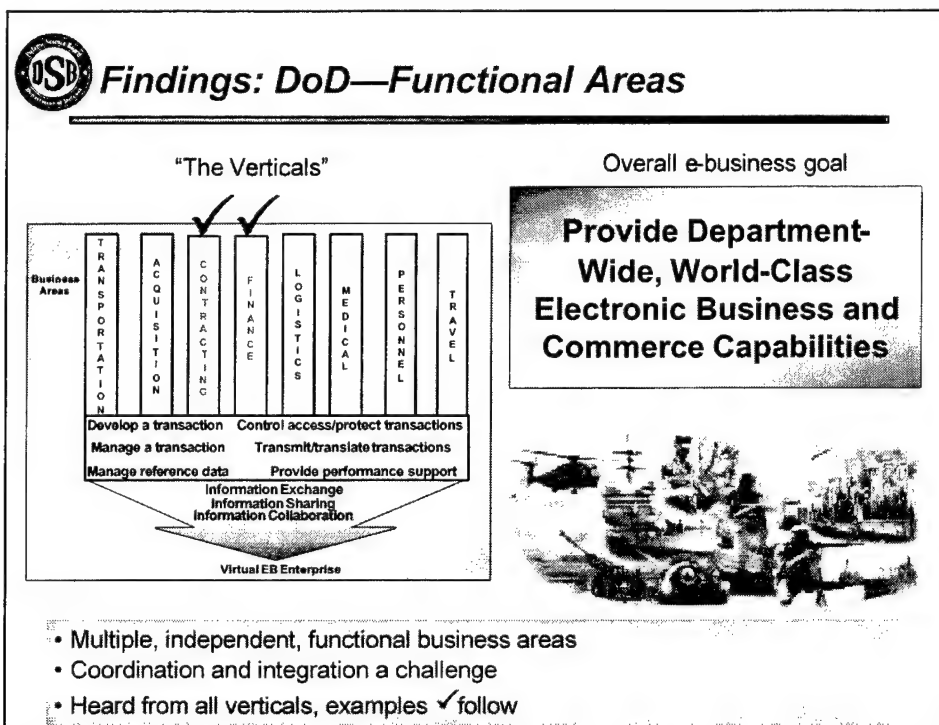 DSB
Findings: DoD—Functional Areas
"The Verticals"
Business
Areas
TRANSPORTATION
ACQUISITION
CONTRACTING
FINANCE
LOGISTICS
MEDICAL
PERSONNEL
TRAVEL
Develop a transaction Control access/protect transactions
Manage a transaction Transmit/translate transactions
Manage reference data Provide performance support
Information Exchange
Information Sharing
Information Collaboration
Virtual EB Enterprise
Overall e-business goal
Provide Department-
Wide, World-Class
Electronic Business and
Commerce Capabilities
• Multiple, independent, functional business areas
• Coordination and integration a challenge
• Heard from all verticals, examples ✓ follow